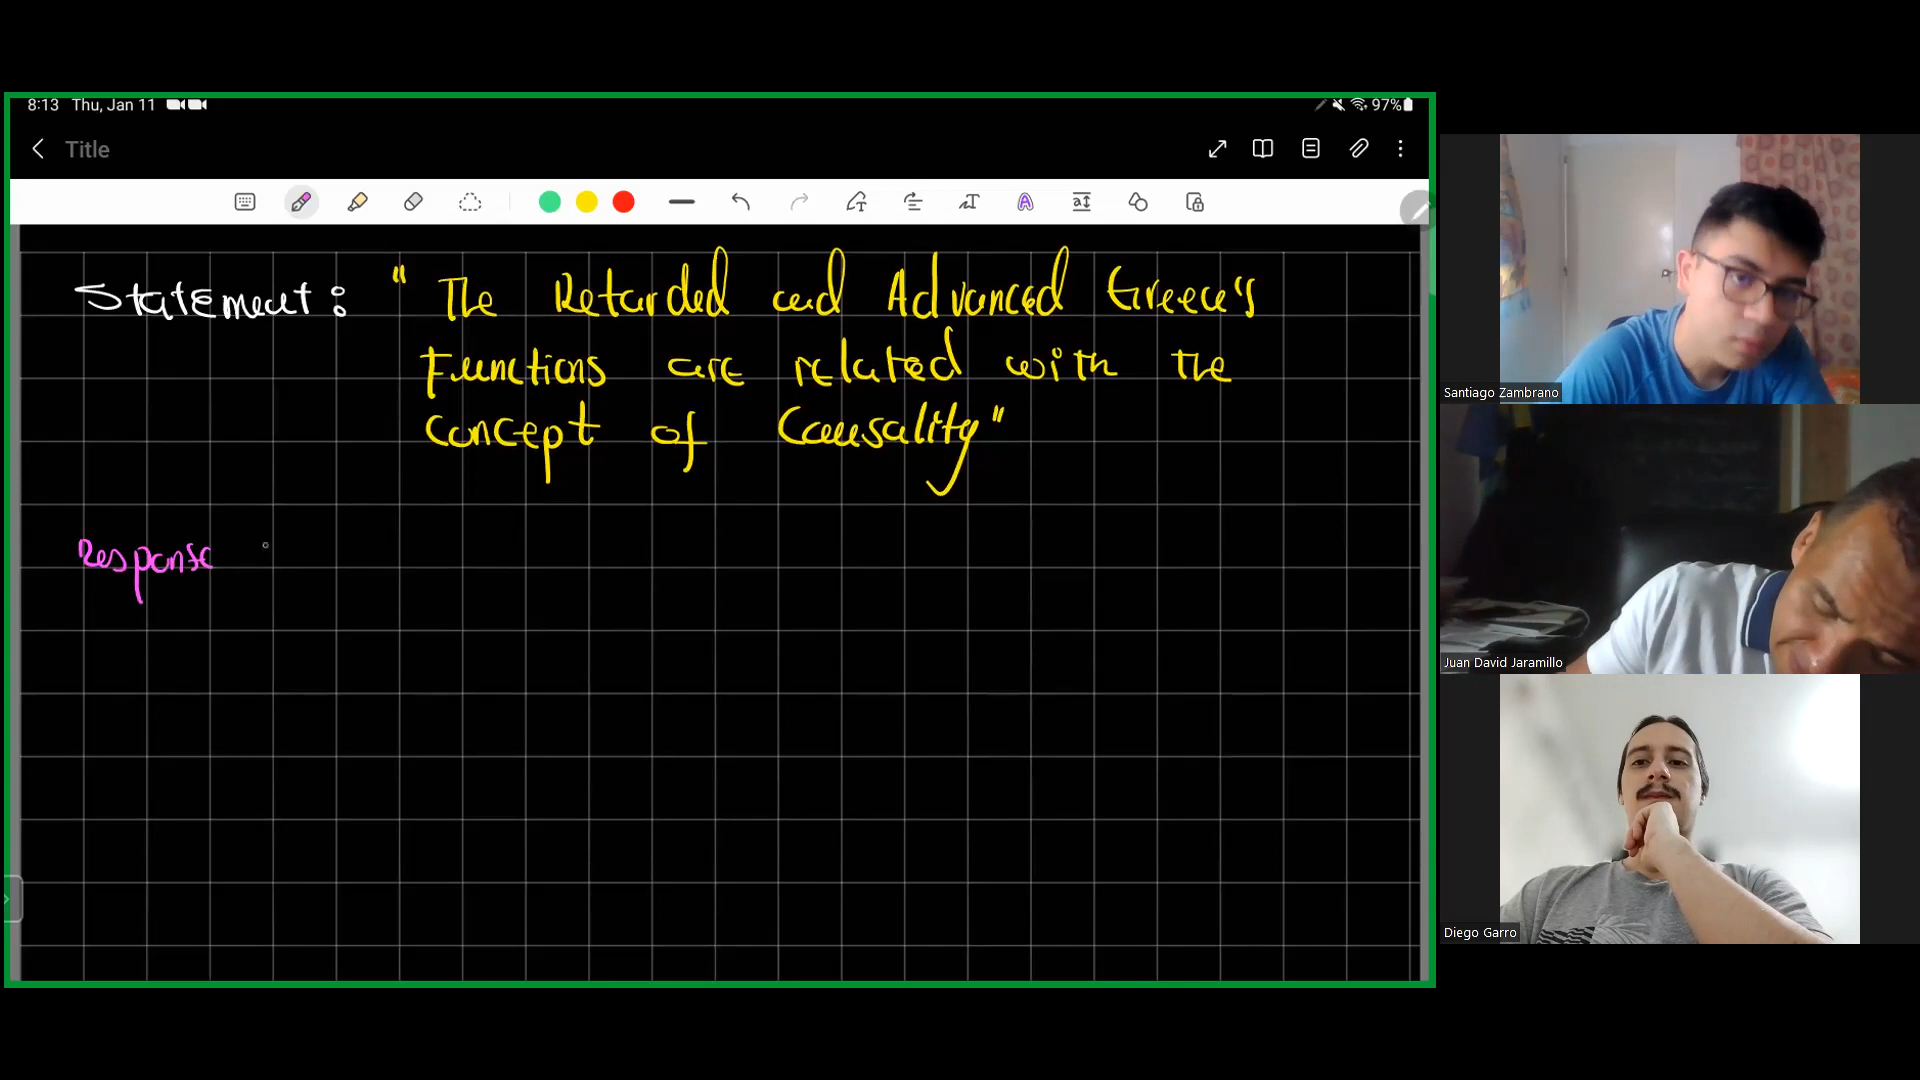 8:13 Thu, Jan 11
97%
Title
Statement: "The Retarded and Advanced Green's
Functions are related with the
concept of Causality"
Response
Santiago Zambrano
Juan David Jaramillo
Diego Garro